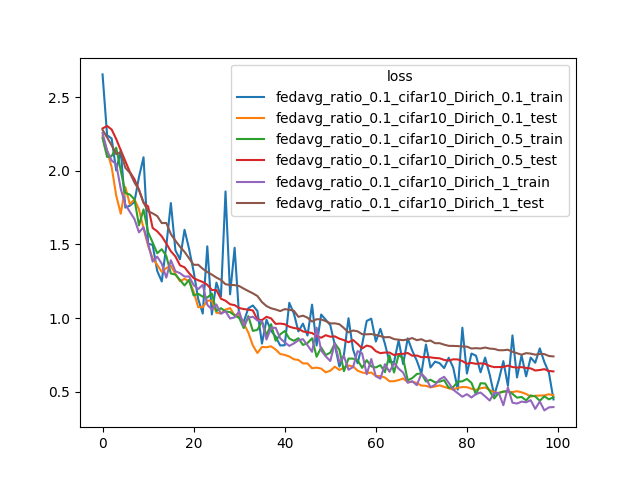 loss
fedavg_ratio_0.1_cifar10_Dirich_0.1_train
fedavg_ratio_0.1_cifar10_Dirich_0.1_test
fedavg_ratio_0.1_cifar10_Dirich_0.5_train
fedavg_ratio_0.1_cifar10_Dirich_0.5_test
fedavg_ratio_0.1_cifar10_Dirich_1_train
fedavg_ratio_0.1_cifar10_Dirich_1_test
2.5
2.0
1.5
1.0
0.5
0 20 40 60 80 100